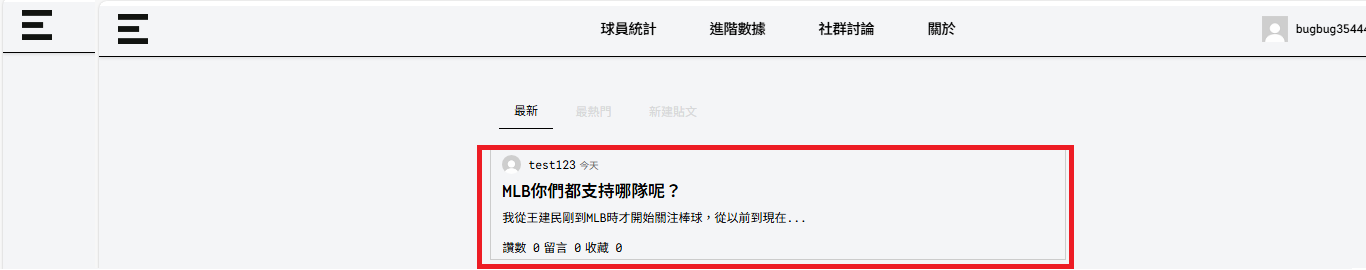 球員統計 進階數據 社群討論 關於 bugbug35444
最新 最熱門 新建貼文
test123 今天
MLB你們都支持哪隊呢？
我從王建民剛到MLB時才開始關注棒球，從以前到現在...
讚數 0 留言 0 收藏 0